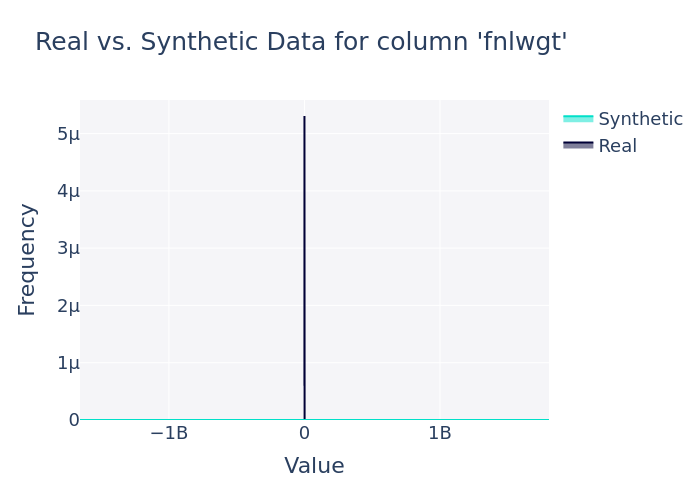 Real vs. Synthetic Data for column 'fnlwgt'
Synthetic
Real
5μ
4μ
3μ
2μ
1μ
0
−1B
0
1B
Frequency
Value